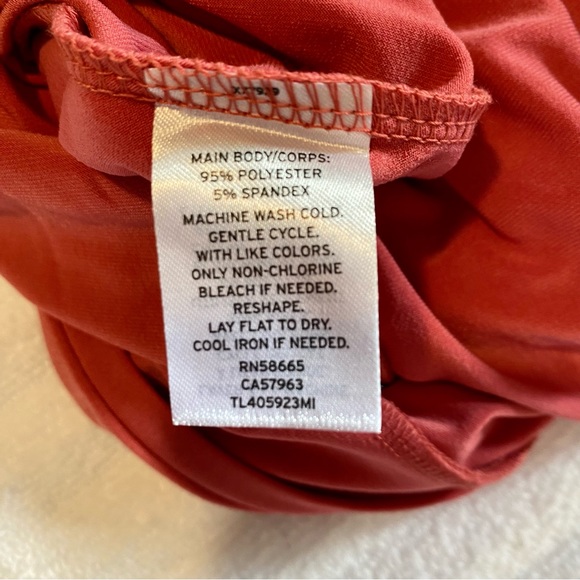 MAIN BODY/CORPS:
95% POLYESTER
5% SPANDEX
MACHINE WASH COLD.
GENTLE CYCLE.
WITH LIKE COLORS.
ONLY NON-CHLORINE
BLEACH IF NEEDED.
RESHAPE.
LAY FLAT TO DRY.
COOL IRON IF NEEDED.
RN58665
CA57963
TL405923MI